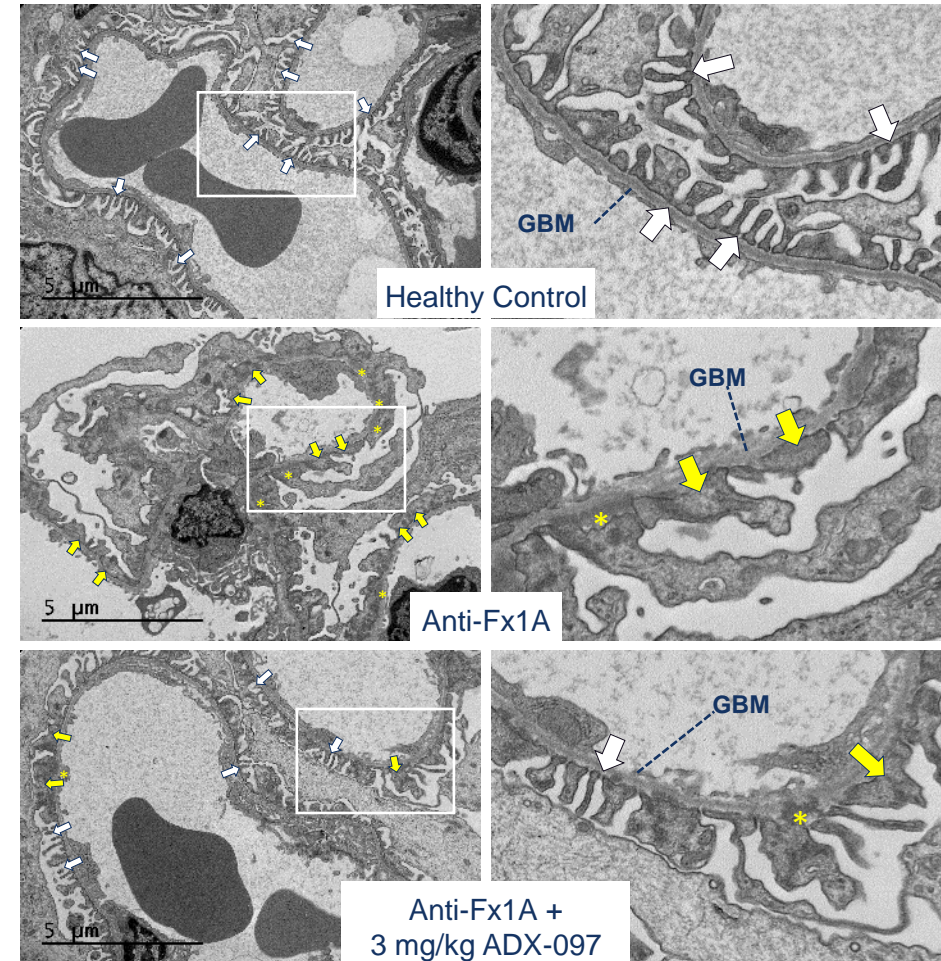 GBM
5 μm
Healthy Control
GBM
*
*
*
*
*
*
5 μm
*
*
Anti-Fx1A
GBM
*
*
5 μm
Anti-Fx1A +
3 mg/kg ADX-097